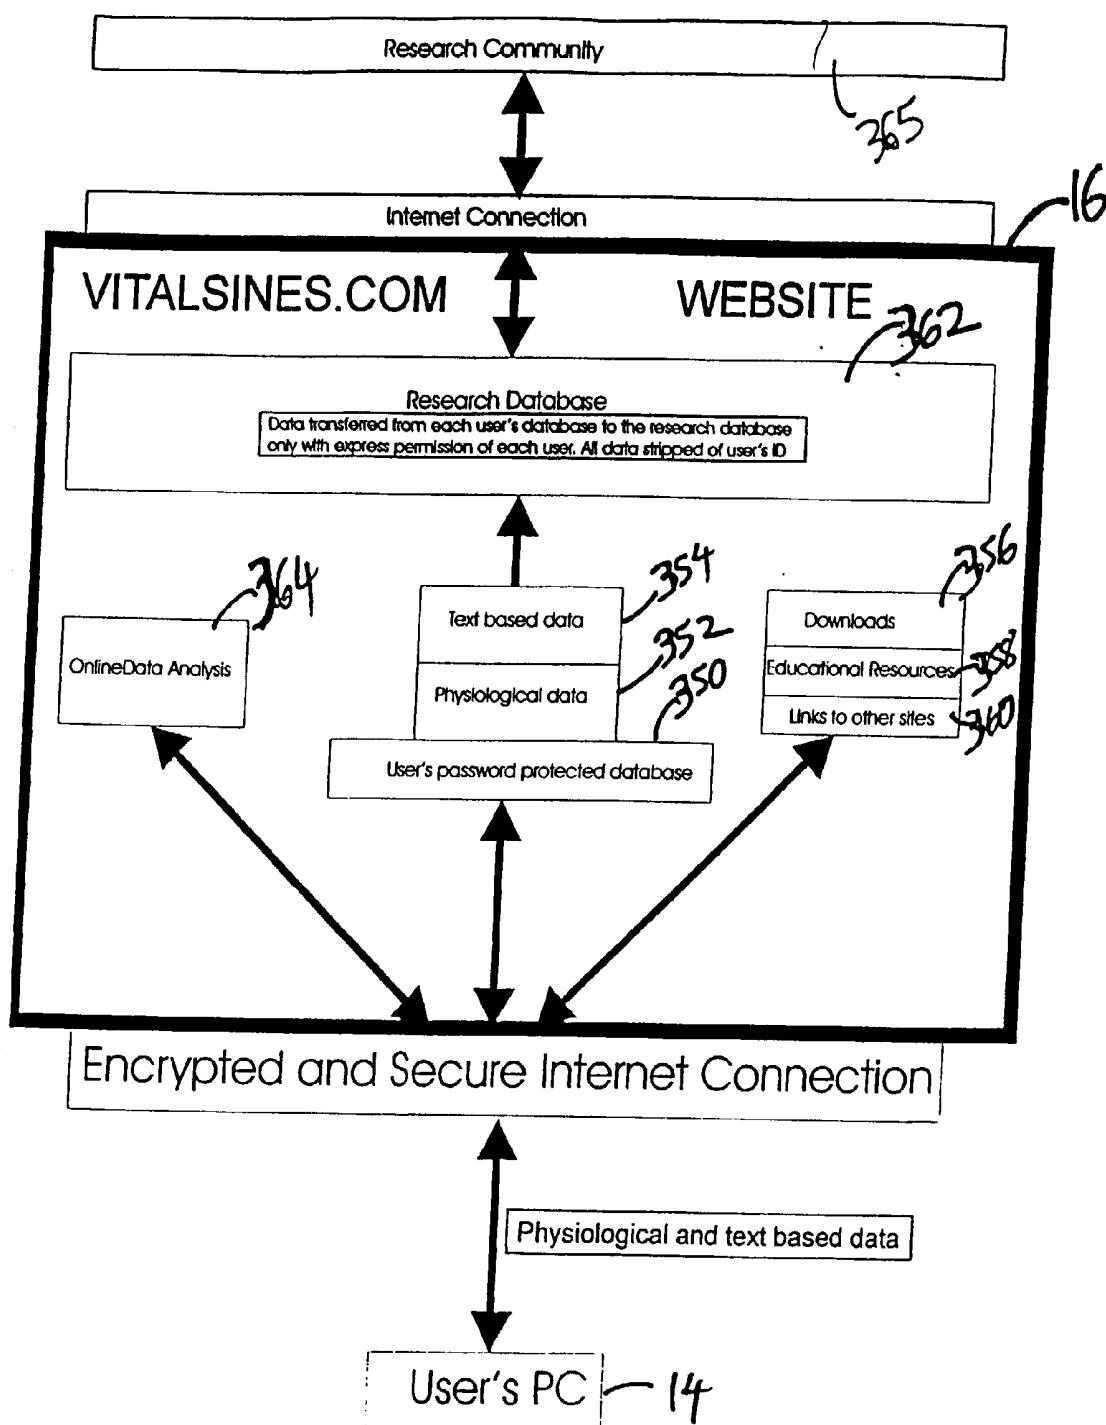 Research Community
365
Internet Connection
16
VITALSINES.COM WEBSITE
362
Research Database
Data transferred from each user's database to the research database
only with express permission of each user. All data stripped of user's ID
364
354
356
Text based data
Downloads
OnlineData Analysis
352
350
Physiological data
Educational Resources
358
Links to other sites
360
User's password protected database
Encrypted and Secure Internet Connection
Physiological and text based data
User's PC
14